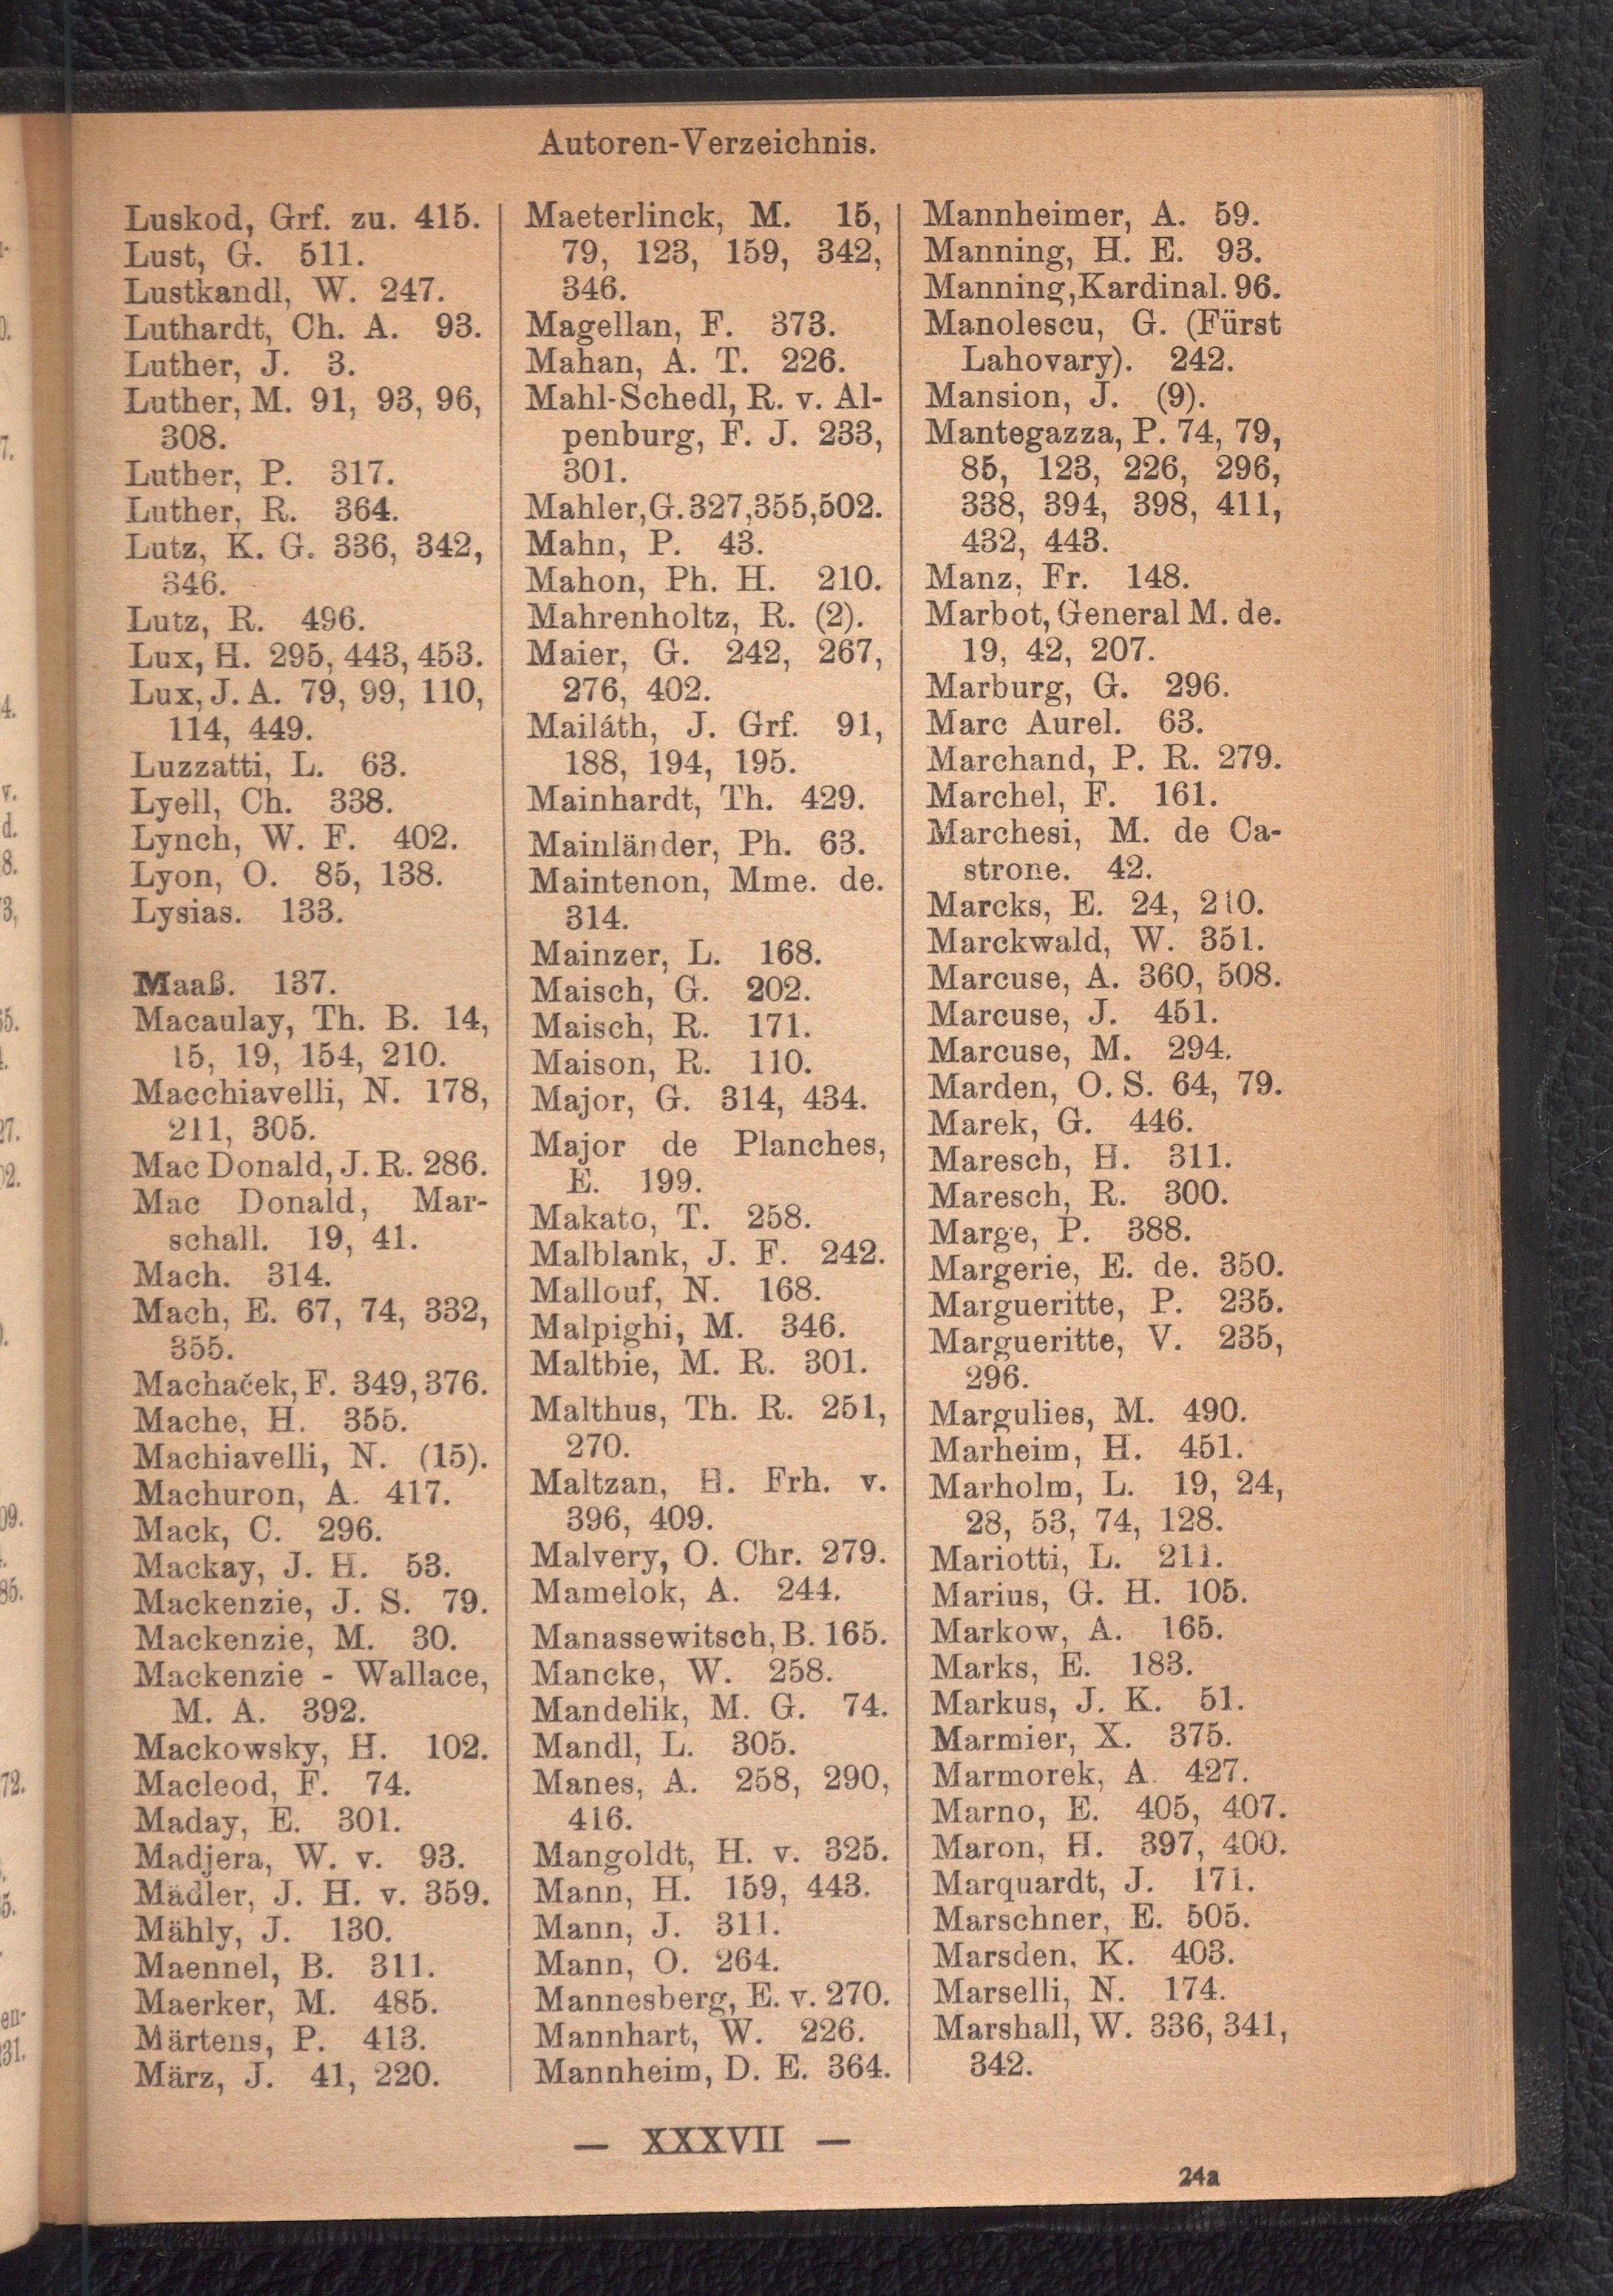 Autoren-Verzeichnis.
Luskod, Grf. zu. 415.
Lust, G. 511.
Lustkandl, W. 247.
Luthardt, Ch. A. 93.
Luther, J. 3.
Luther, M. 91, 93, 96,
308.
Luther, P. 317.
Luther, R. 364.
Lutz, K. G. 336, 342,
346.
Lutz, R. 496.
Lux, H. 295, 443, 453.
Lux, J. A. 79, 99, 110,
114, 449.
Luzzatti, L. 63.
Lyell, Ch. 338.
Lynch, W. F. 402.
Lyon, O. 85, 138.
Lysias. 133.
Maaß. 137.
Macaulay, Th. B. 14,
15, 19, 154, 210.
Macchiavelli, N. 178,
211, 305.
Mac Donald, J. R. 286.
Mac Donald, Mar-
schall. 19, 41.
Mach. 314.
Mach, E. 67, 74, 332,
355.
Machaček, F. 349, 376.
Mache, H. 355.
Machiavelli, N. (15).
Machuron, A. 417.
Mack, C. 296.
Mackay, J. H. 53.
Mackenzie, J. S. 79.
Mackenzie, M. 30.
Mackenzie - Wallace,
M. A. 392.
Mackowsky, H. 102.
Macleod, F. 74.
Maday, E. 301.
Madjera, W. v. 93.
Mädler, J. H. v. 359.
Mähly, J. 130.
Maennel, B. 311.
Maerker, M. 485.
Märtens, P. 413.
März, J. 41, 220.
Maeterlinck, M. 15,
79, 123, 159, 342,
346.
Magellan, F. 373.
Mahan, A. T. 226.
Mahl-Schedl, R. v. Al-
penburg, F. J. 233,
301.
Mahler, G. 327, 355, 502.
Mahn, P. 43.
Mahon, Ph. H. 210.
Mahrenholtz, R. (2).
Maier, G. 242, 267,
276, 402.
Mailáth, J. Grf. 91,
188, 194, 195.
Mainhardt, Th. 429.
Mainländer, Ph. 63.
Maintenon, Mme. de.
314.
Mainzer, L. 168.
Maisch, G. 202.
Maisch, R. 171.
Maison, R. 110.
Major, G. 314, 434.
Major de Planches,
E. 199.
Makato, T. 258.
Malblank, J. F. 242.
Mallouf, N. 168.
Malpighi, M. 346.
Maltbie, M. R. 301.
Malthus, Th. R. 251,
270.
Maltzan, H. Frh. v.
396, 409.
Malvery, O. Chr. 279.
Mamelok, A. 244.
Manassewitsch, B. 165.
Mancke, W. 258.
Mandelik, M. G. 74.
Mandl, L. 305.
Manes, A. 258, 290,
416.
Mangoldt, H. v. 325.
Mann, H. 159, 443.
Mann, J. 311.
Mann, O. 264.
Mannesberg, E. v. 270.
Mannhart, W. 226.
Mannheim, D. E. 364.
Mannheimer, A. 59.
Manning, H. E. 93.
Manning, Kardinal. 96.
Manolescu, G. (Fürst
Lahovary). 242.
Mansion, J. (9).
Mantegazza, P. 74, 79,
85, 123, 226, 296,
338, 394, 398, 411,
432, 443.
Manz, Fr. 148.
Marbot, General M. de.
19, 42, 207.
Marburg, G. 296.
Marc Aurel. 63.
Marchand, P. R. 279.
Marchel, F. 161.
Marchesi, M. de Ca-
strone. 42.
Marcks, E. 24, 210.
Marckwald, W. 351.
Marcuse, A. 360, 508.
Marcuse, J. 451.
Marcuse, M. 294.
Marden, O. S. 64, 79.
Marek, G. 446.
Maresch, H. 311.
Maresch, R. 300.
Marge, P. 388.
Margerie, E. de. 350.
Margueritte, P. 235.
Margueritte, V. 235,
296.
Margulies, M. 490.
Marheim, H. 451.
Marholm, L. 19, 24,
28, 53, 74, 128.
Mariotti, L. 211.
Marius, G. H. 105.
Markow, A. 165.
Marks, E. 183.
Markus, J. K. 51.
Marmier, X. 375.
Marmorek, A. 427.
Marno, E. 405, 407.
Maron, H. 397, 400.
Marquardt, J. 171.
Marschner, E. 505.
Marsden, K. 403.
Marselli, N. 174.
Marshall, W. 336, 341,
342.
— XXXVII —
24a